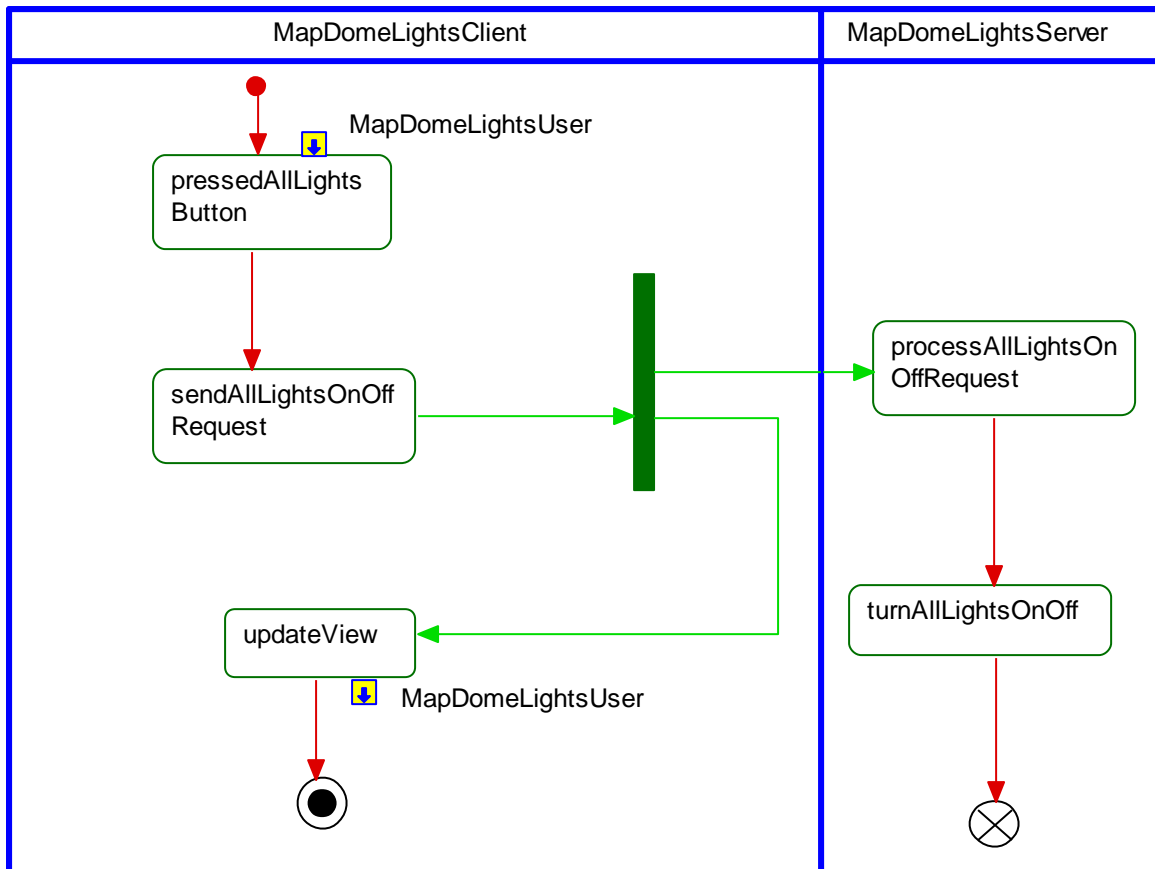 MapDomeLightsClient
MapDomeLightsServer
MapDomeLightsUser
pressedAllLights
Button
sendAllLightsOnOff
Request
processAllLightsOn
OffRequest
updateView
turnAllLightsOnOff
MapDomeLightsUser